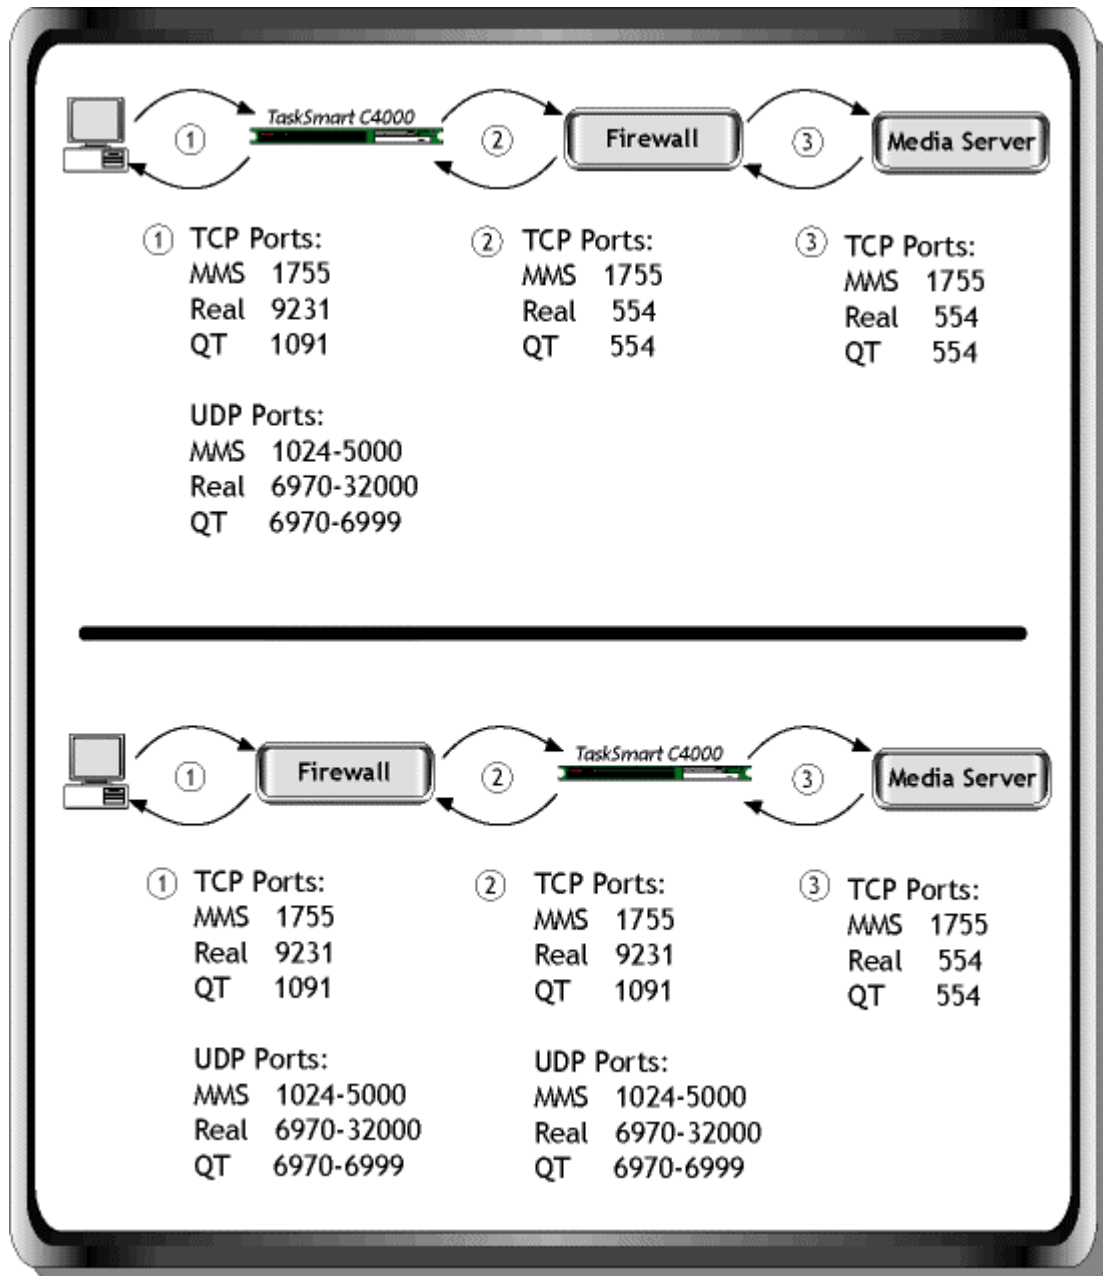 TaskSmart C4000
Firewall
Media Server
1
2
3
1 TCP Ports:
MMS 1755
Real 9231
QT 1091
UDP Ports:
MMS 1024-5000
Real 6970-32000
QT 6970-6999
2 TCP Ports:
MMS 1755
Real 554
QT 554
3 TCP Ports:
MMS 1755
Real 554
QT 554
Firewall
TaskSmart C4000
Media Server
1
2
3
1 TCP Ports:
MMS 1755
Real 9231
QT 1091
UDP Ports:
MMS 1024-5000
Real 6970-32000
QT 6970-6999
2 TCP Ports:
MMS 1755
Real 9231
QT 1091
UDP Ports:
MMS 1024-5000
Real 6970-32000
QT 6970-6999
3 TCP Ports:
MMS 1755
Real 554
QT 554